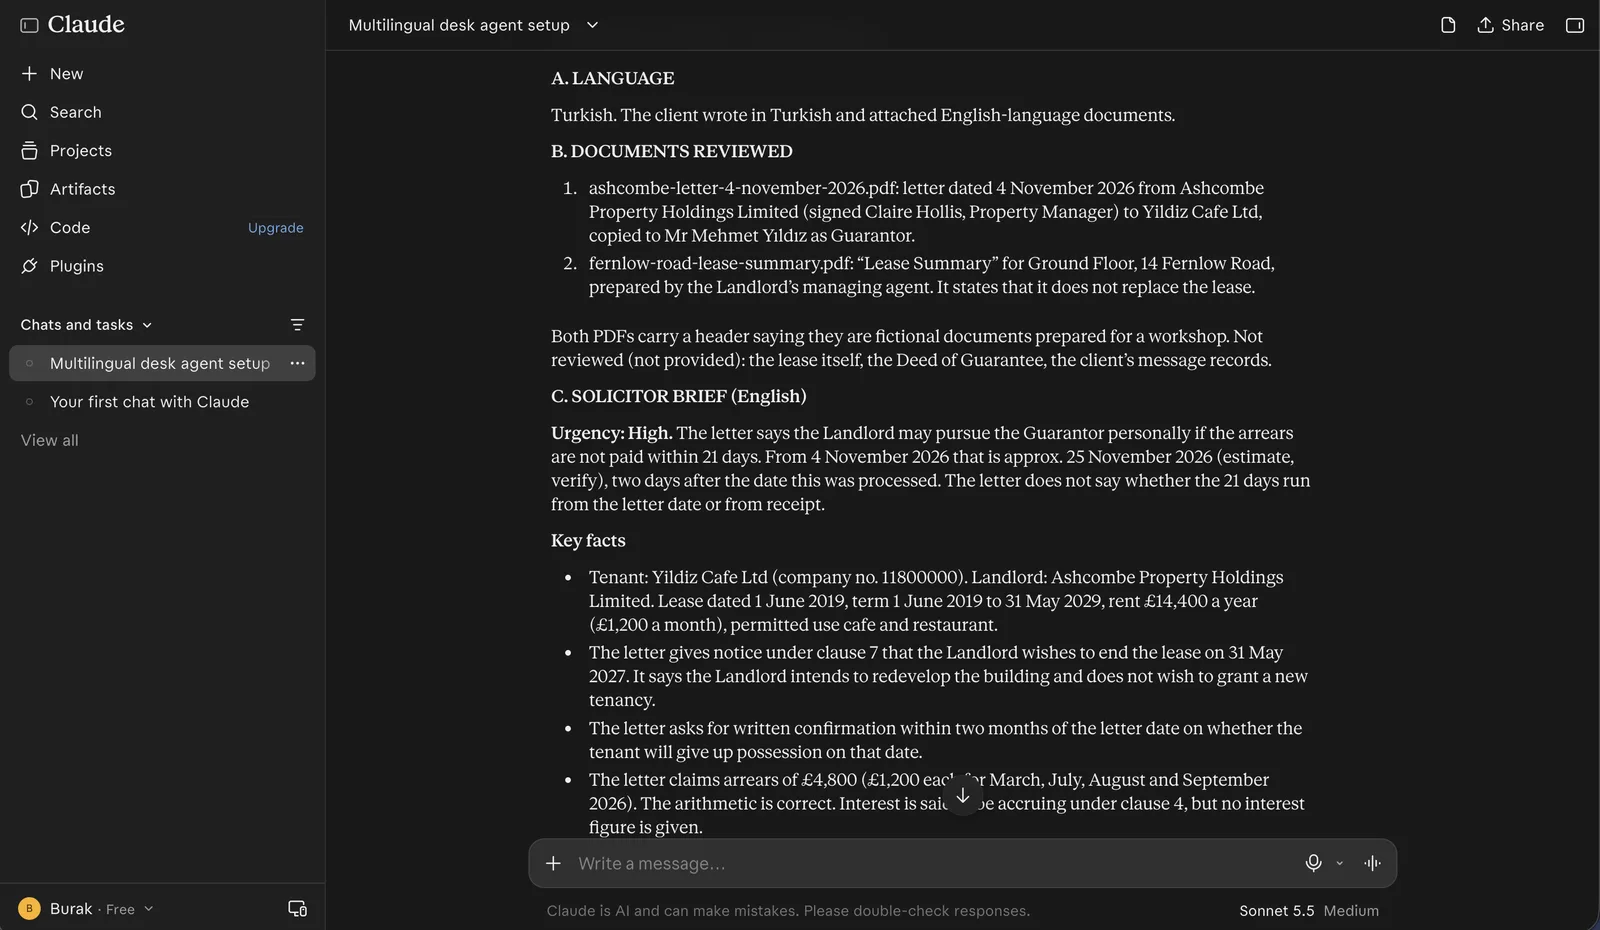 Claude
New
Search
Projects
Artifacts
Code
Upgrade
Plugins
Chats and tasks
Multilingual desk agent setup
Your first chat with Claude
View all
B
Burak · Free
Multilingual desk agent setup
Share
A. LANGUAGE
Turkish. The client wrote in Turkish and attached English-language documents.
B. DOCUMENTS REVIEWED
1. ashcombe-letter-4-november-2026.pdf: letter dated 4 November 2026 from Ashcombe
Property Holdings Limited (signed Claire Hollis, Property Manager) to Yildiz Cafe Ltd,
copied to Mr Mehmet Yıldız as Guarantor.
2. fernlow-road-lease-summary.pdf: “Lease Summary” for Ground Floor, 14 Fernlow Road,
prepared by the Landlord’s managing agent. It states that it does not replace the lease.
Both PDFs carry a header saying they are fictional documents prepared for a workshop. Not
reviewed (not provided): the lease itself, the Deed of Guarantee, the client’s message records.
C. SOLICITOR BRIEF (English)
Urgency: High. The letter says the Landlord may pursue the Guarantor personally if the arrears
are not paid within 21 days. From 4 November 2026 that is approx. 25 November 2026 (estimate,
verify), two days after the date this was processed. The letter does not say whether the 21 days run
from the letter date or from receipt.
Key facts
• Tenant: Yildiz Cafe Ltd (company no. 11800000). Landlord: Ashcombe Property Holdings
Limited. Lease dated 1 June 2019, term 1 June 2019 to 31 May 2029, rent £14,400 a year
(£1,200 a month), permitted use cafe and restaurant.
• The letter gives notice under clause 7 that the Landlord wishes to end the lease on 31 May
2027. It says the Landlord intends to redevelop the building and does not wish to grant a new
tenancy.
• The letter asks for written confirmation within two months of the letter date on whether the
tenant will give up possession on that date.
• The letter claims arrears of £4,800 (£1,200 March, July, August and September
2026). The arithmetic is correct. Interest is accruing under clause 4, but no interest
figure is given.
Write a message...
Claude is AI and can make mistakes. Please double-check responses.
Sonnet 5.5 Medium